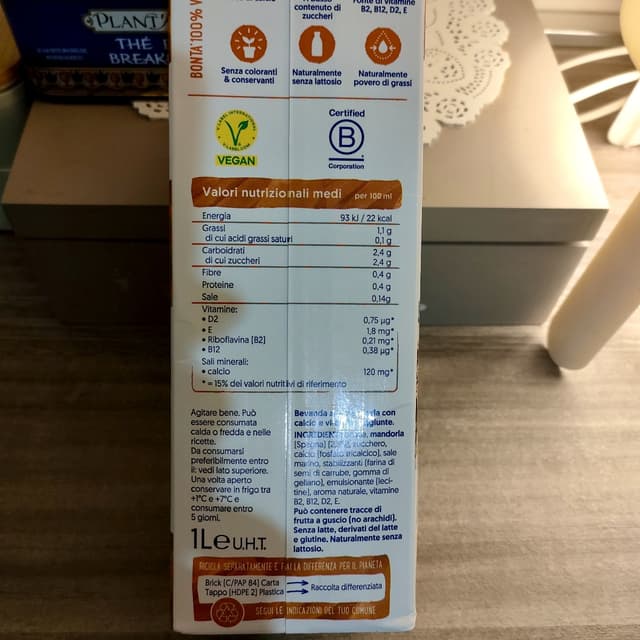 PLANT
THÉ
BREAK
BONTÀ 100% V
contenuto di
zuccheri
B2, B12, D2, E
Senza coloranti
& conservanti
Naturalmente
senza lattosio
Naturalmente
povero di grassi
V-LABEL INTERNATIONAL
V-LABEL.COM
VEGAN
Certified
B
Corporation
Valori nutrizionali medi per 100 ml
Energia 93 kJ / 22 kcal
Grassi 1,1 g
di cui acidi grassi saturi 0,1 g
Carboidrati 2,4 g
di cui zuccheri 2,4 g
Fibre 0,4 g
Proteine 0,4 g
Sale 0,14g
Vitamine:
• D2 0,75 µg*
• E 1,8 mg*
• Riboflavina [B2] 0,21 mg*
• B12 0,38 µg*
Sali minerali:
• calcio 120 mg*
* = 15% dei valori nutritivi di riferimento
Agitare bene. Può
essere consumata
calda o fredda e nelle
ricette.
Da consumarsi
preferibilmente entro
il: vedi lato superiore.
Una volta aperto
conservare in frigo tra
+1°C e +7°C e
consumare entro
5 giorni.
1L e U.H.T.
Bevanda con
calcio e
mandorla
[Spagna] zucchero,
calcio [fosfato tricalcico], sale
marino, stabilizzanti [farina di
semi di carrube, gomma di
gellano], emulsionante [leci-
tine], aroma naturale, vitamine
B2, B12, D2, E.
Può contenere tracce di
frutta a guscio [no arachidi].
Senza latte, derivati del latte
e glutine. Naturalmente senza
lattosio.
RICICLA SEPARATAMENTE E FAI LA DIFFERENZA PER IL PIANETA
Brick [C/PAP 84] Carta
Tappo [HDPE 2] Plastica
Raccolta differenziata
SEGUI LE INDICAZIONI DEL TUO COMUNE